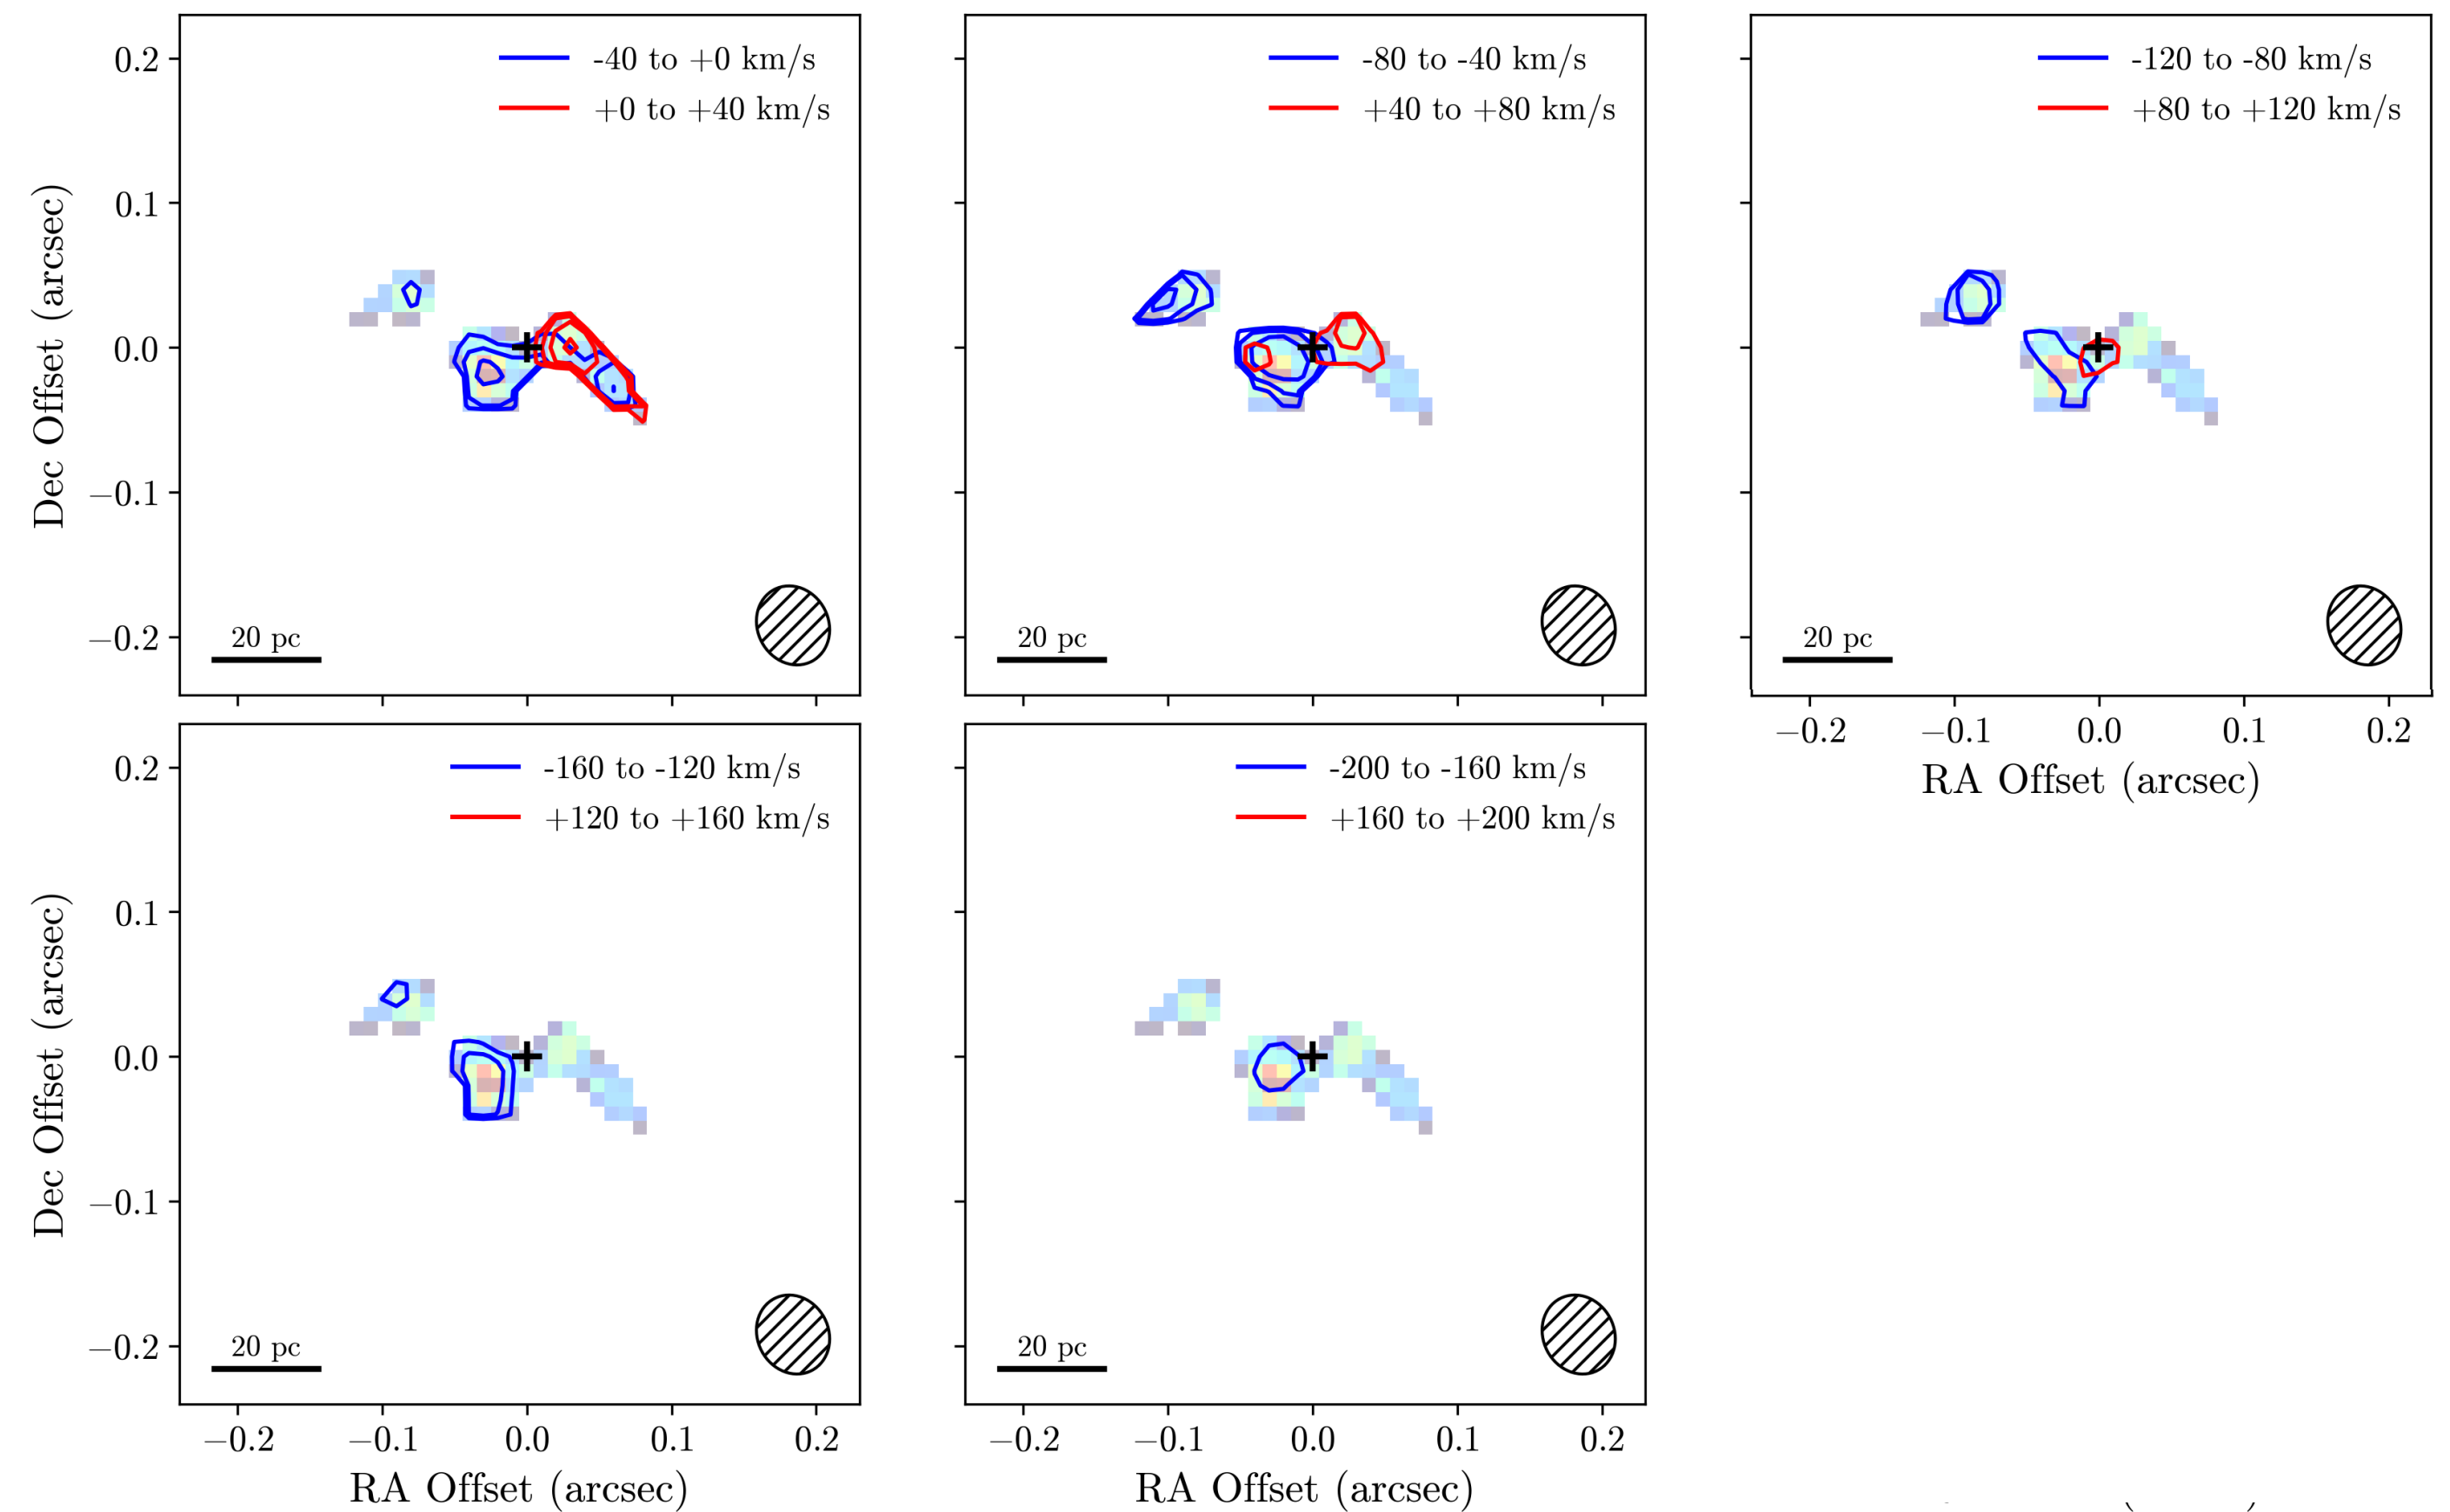 -40 to +0 km/s
+0 to +40 km/s
-80 to -40 km/s
+40 to +80 km/s
-120 to -80 km/s
+80 to +120 km/s
Dec Offset (arcsec)
0.2
0.1
0.0
−0.1
−0.2
20 pc
20 pc
20 pc
−0.2 −0.1 0.0 0.1 0.2
RA Offset (arcsec)
-160 to -120 km/s
+120 to +160 km/s
-200 to -160 km/s
+160 to +200 km/s
Dec Offset (arcsec)
0.2
0.1
0.0
−0.1
−0.2
20 pc
20 pc
−0.2 −0.1 0.0 0.1 0.2
−0.2 −0.1 0.0 0.1 0.2
RA Offset (arcsec)
RA Offset (arcsec)